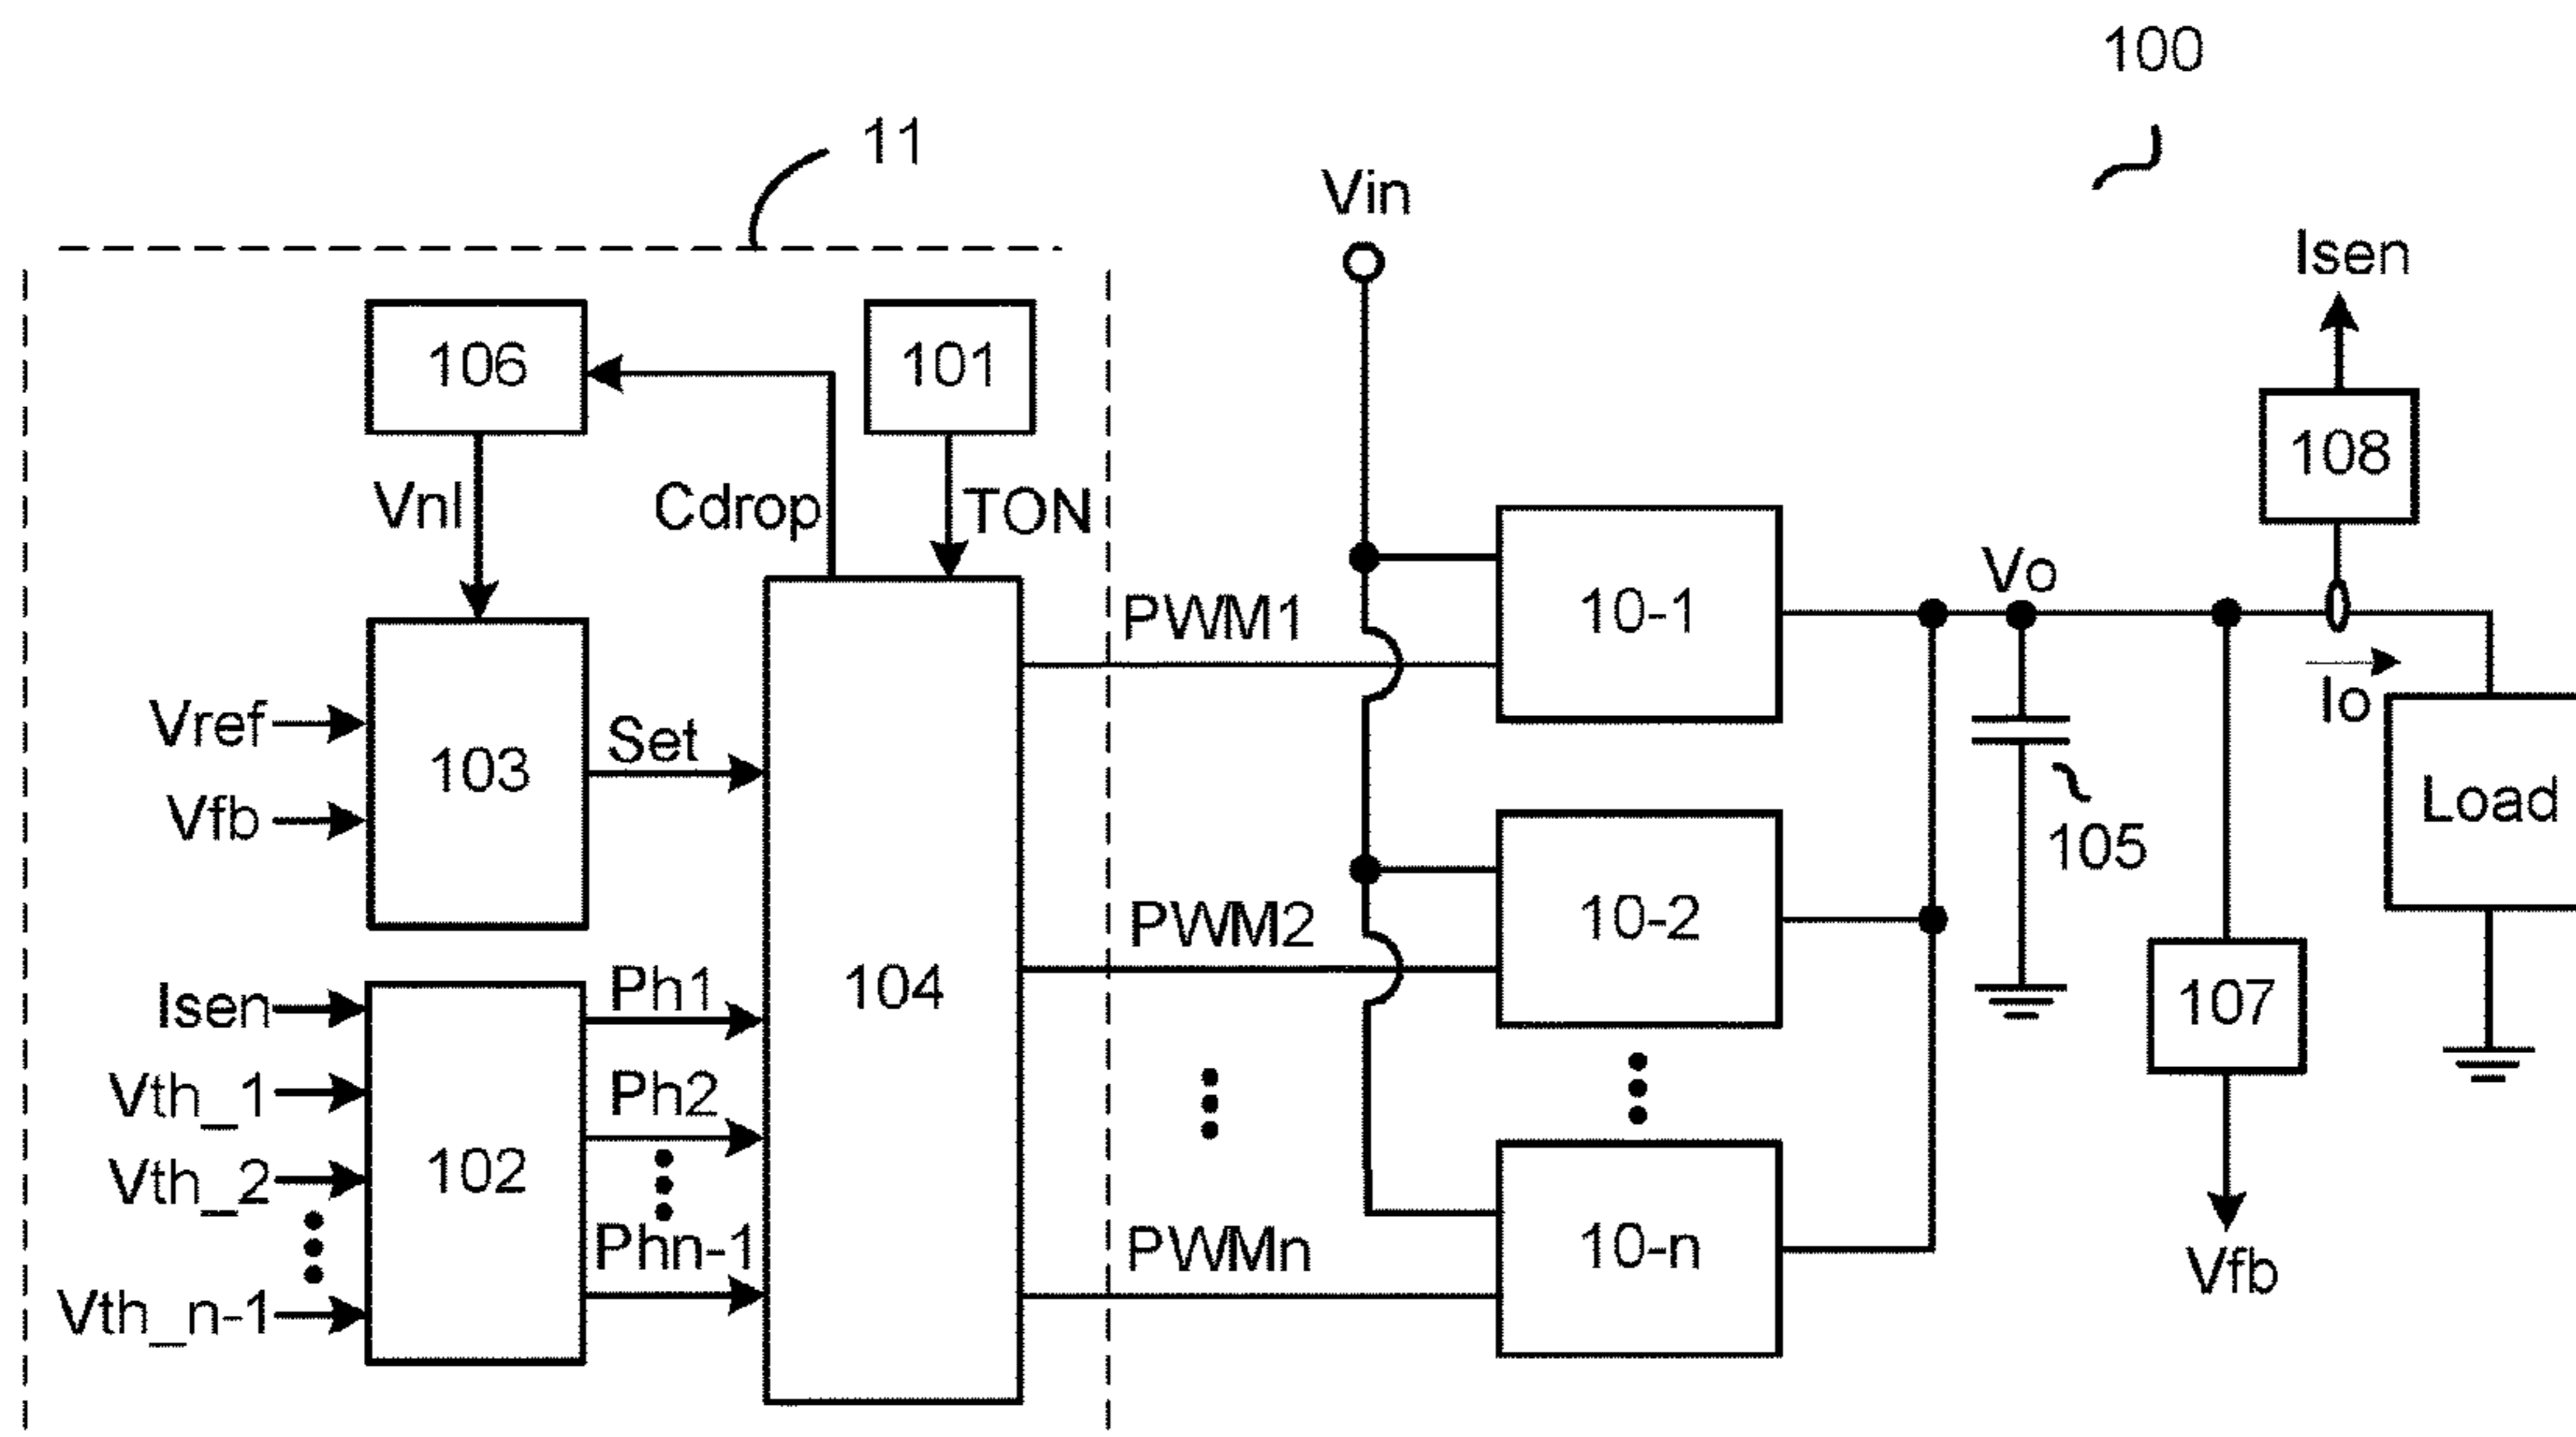 100
11
Vin
Isen
106
101
108
Vnl
Cdrop
TON
PWM1
10-1
Vo
Io
Vref
Vfb
103
Set
Load
105
PWM2
10-2
104
Isen
Vth_1
Vth_2
Vth_n-1
102
Ph1
Ph2
Phn-1
107
PWMn
10-n
Vfb